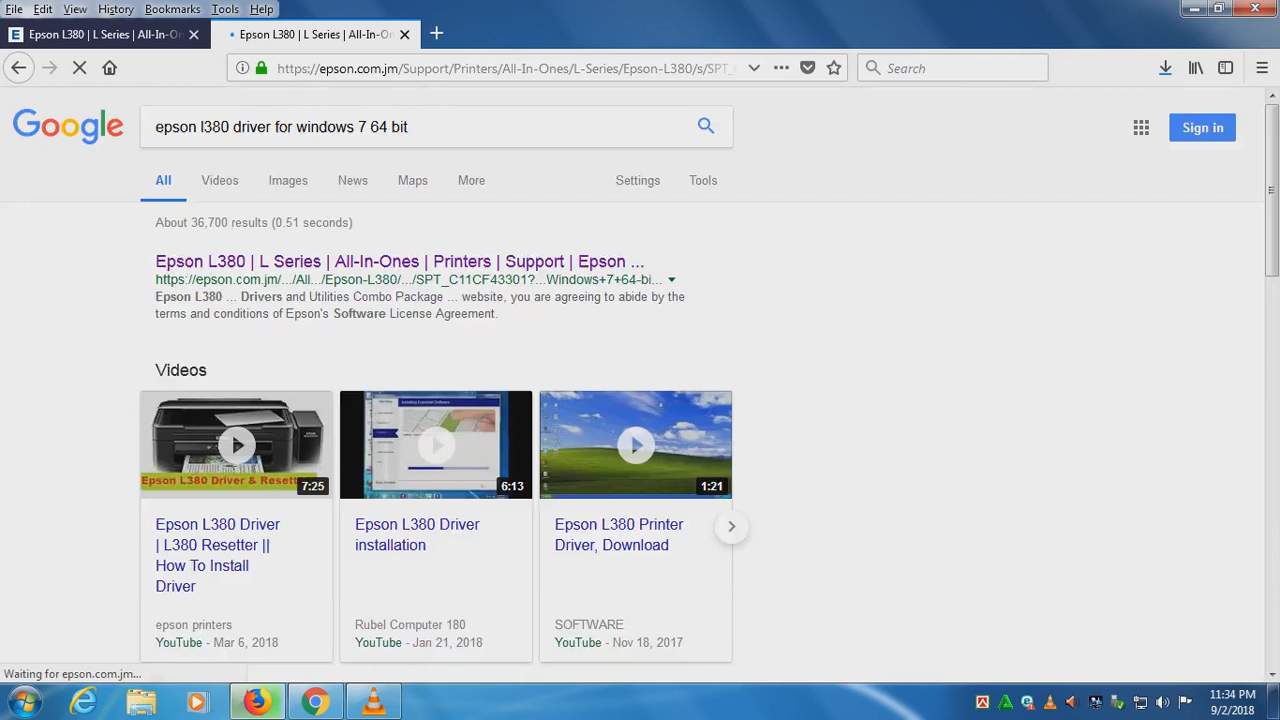 File Edit View History Bookmarks Tools Help
E Epson L380 | L Series | All-In-On
Epson L380 | L Series | All-In-On
https://epson.com.jm/Support/Printers/All-In-Ones/L-Series/Epson-L380/s/SPT_
Search
Google
epson l380 driver for windows 7 64 bit
Sign in
All Videos Images News Maps More Settings Tools
About 36,700 results (0.51 seconds)
Epson L380 | L Series | All-In-Ones | Printers | Support | Epson ...
https://epson.com.jm/.../All.../Epson-L380/.../SPT_C11CF43301?...Windows+7+64-bi...
Epson L380 ... Drivers and Utilities Combo Package ... website, you are agreeing to abide by the
terms and conditions of Epson's Software License Agreement.
Videos
Epson L380 Driver & Resett
7:25
6:13
1:21
Epson L380 Driver
| L380 Resetter ||
How To Install
Driver
epson printers
YouTube - Mar 6, 2018
Epson L380 Driver
installation
Rubel Computer 180
YouTube - Jan 21, 2018
Epson L380 Printer
Driver, Download
SOFTWARE
YouTube - Nov 18, 2017
Waiting for epson.com.jm...
11:34 PM
9/2/2018